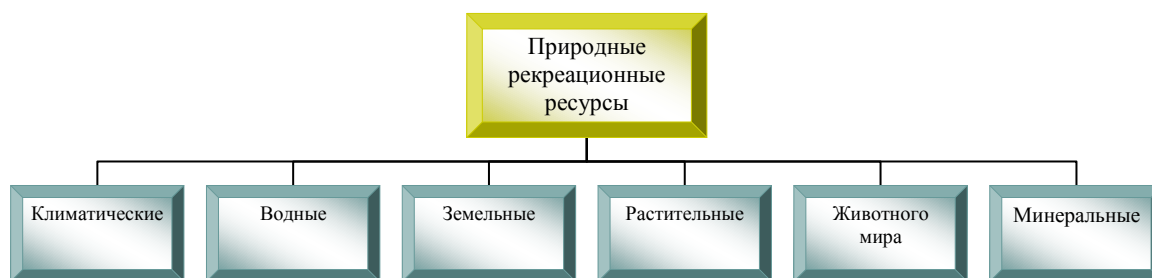 Природные
рекреационные
ресурсы
Климатические
Водные
Земельные
Растительные
Животного
мира
Минеральные